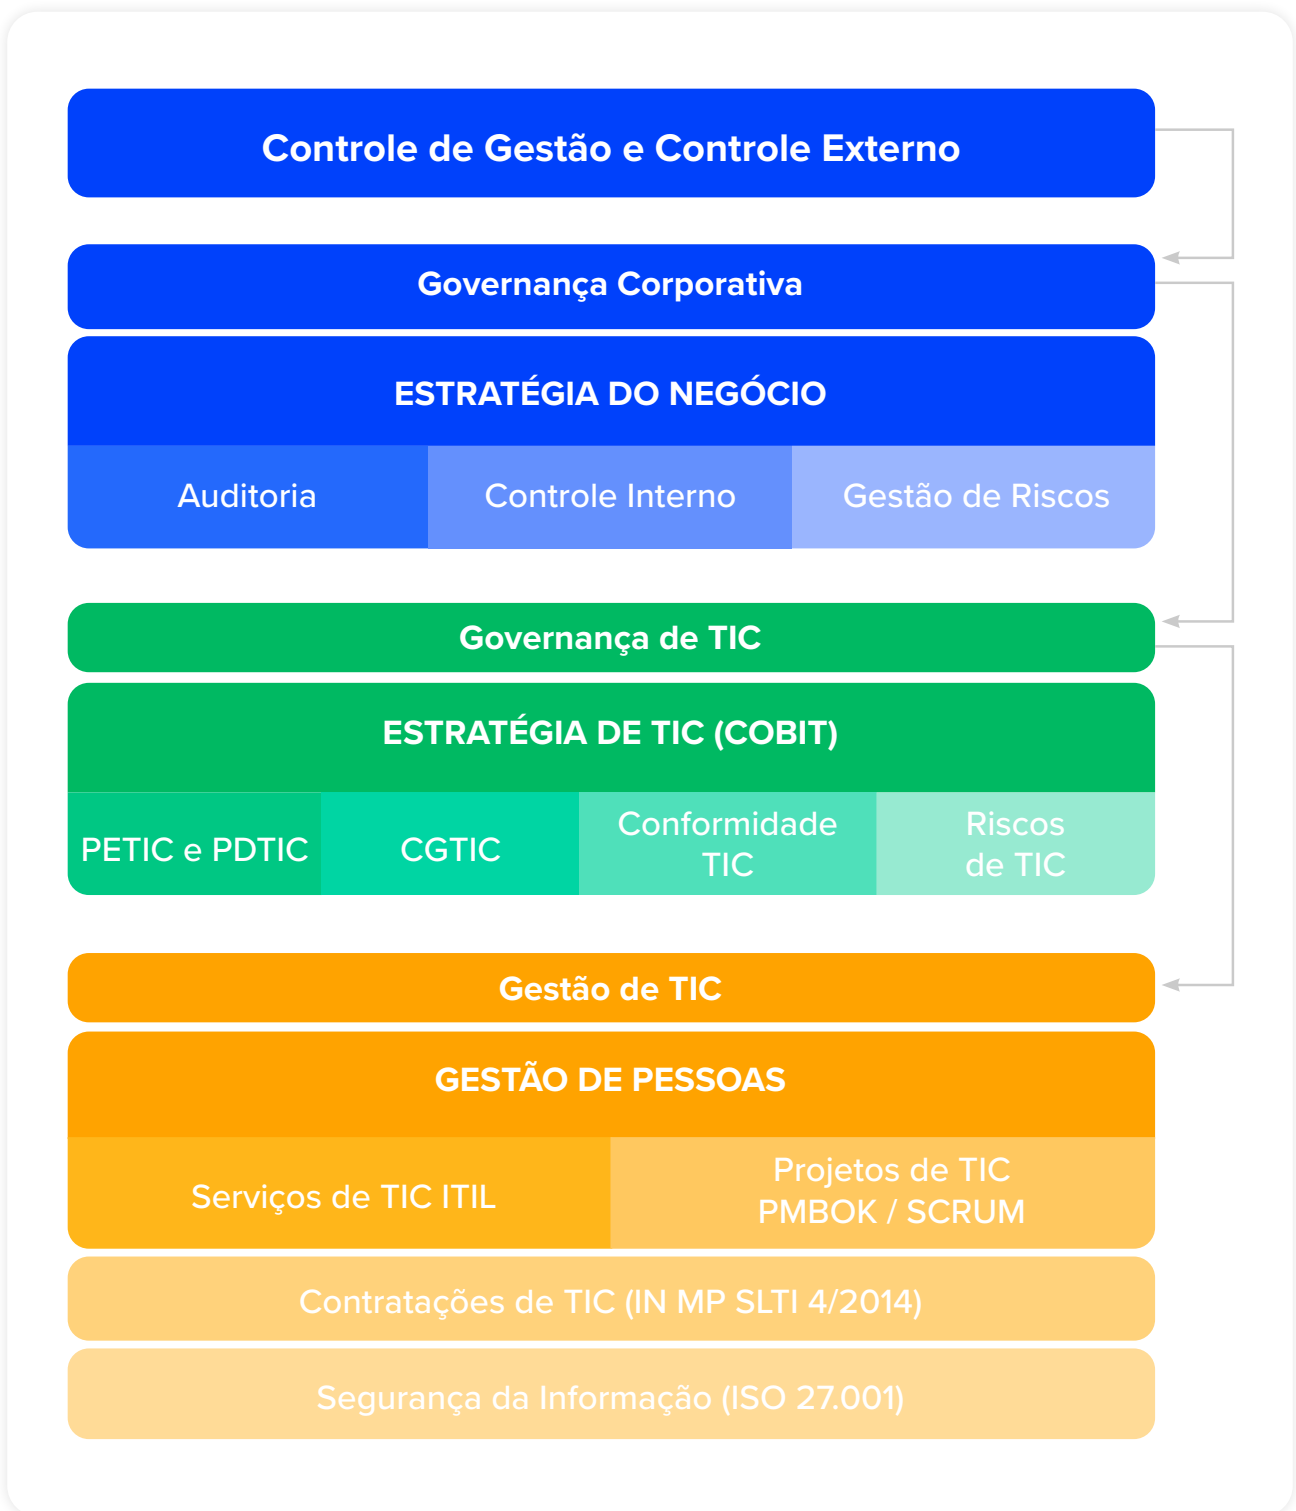 Controle de Gestão e Controle Externo
Governança Corporativa
ESTRATÉGIA DO NEGÓCIO
Auditoria
Controle Interno
Gestão de Riscos
Governança de TIC
ESTRATÉGIA DE TIC (COBIT)
PETIC e PDTIC
CGTIC
Conformidade
TIC
Riscos
de TIC
Gestão de TIC
GESTÃO DE PESSOAS
Serviços de TIC ITIL
Projetos de TIC
PMBOK / SCRUM
Contratações de TIC (IN MP SLTI 4/2014)
Segurança da Informação (ISO 27.001)